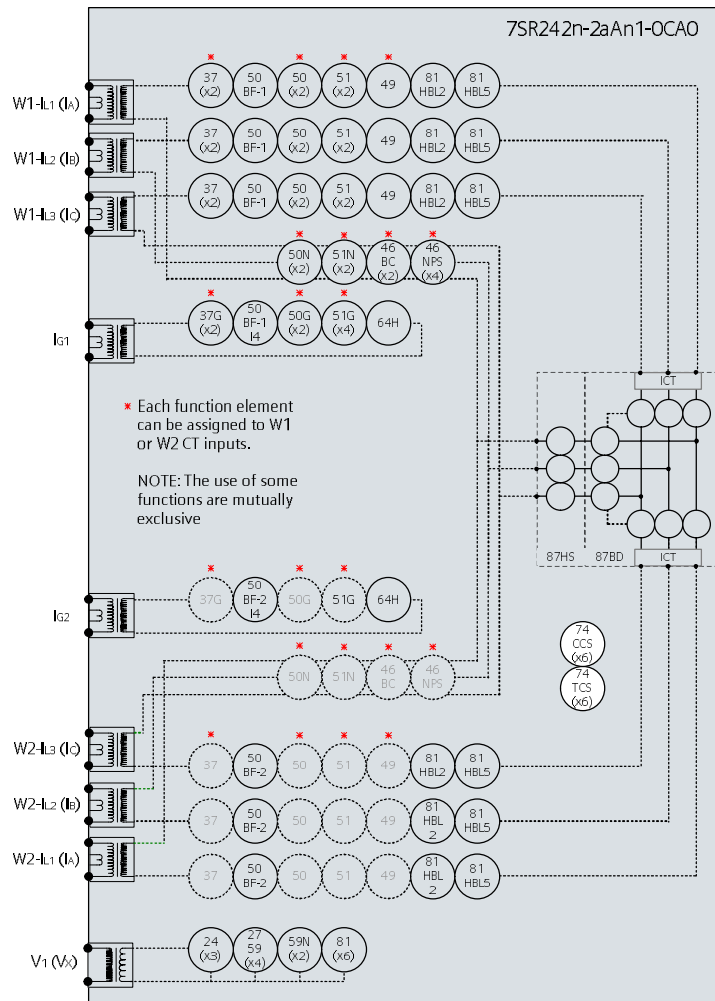 7SR242n-2aAn1-0CA0
W1-IL1 (IA)
37 (x2)
50 BF-1
50 (x2)
51 (x2)
49
81 HBL2
81 HBL5
W1-IL2 (IB)
37 (x2)
50 BF-1
50 (x2)
51 (x2)
49
81 HBL2
81 HBL5
W1-IL3 (IC)
37 (x2)
50 BF-1
50 (x2)
51 (x2)
49
81 HBL2
81 HBL5
50N (x2)
51N (x2)
46 BC (x2)
46 NPS (x4)
IG1
37G (x2)
50 BF-1 I4
50G (x2)
51G (x4)
64H
ICT
* Each function element
can be assigned to W1
or W2 CT inputs.
NOTE: The use of some
functions are mutually
exclusive
87HS
87BD
ICT
IG2
37G
50 BF-2 I4
50G
51G
64H
74 CCS (x6)
74 TCS (x6)
50N
51N
46 BC
46 NPS
W2-IL3 (IC)
37
50 BF-2
50
51
49
81 HBL2
81 HBL5
W2-IL2 (IB)
37
50 BF-2
50
51
49
81 HBL 2
81 HBL5
W2-IL1 (IA)
37
50 BF-2
50
51
49
81 HBL 2
81 HBL5
V1 (VX)
24 (x3)
27 59 (x4)
59N (x2)
81 (x6)